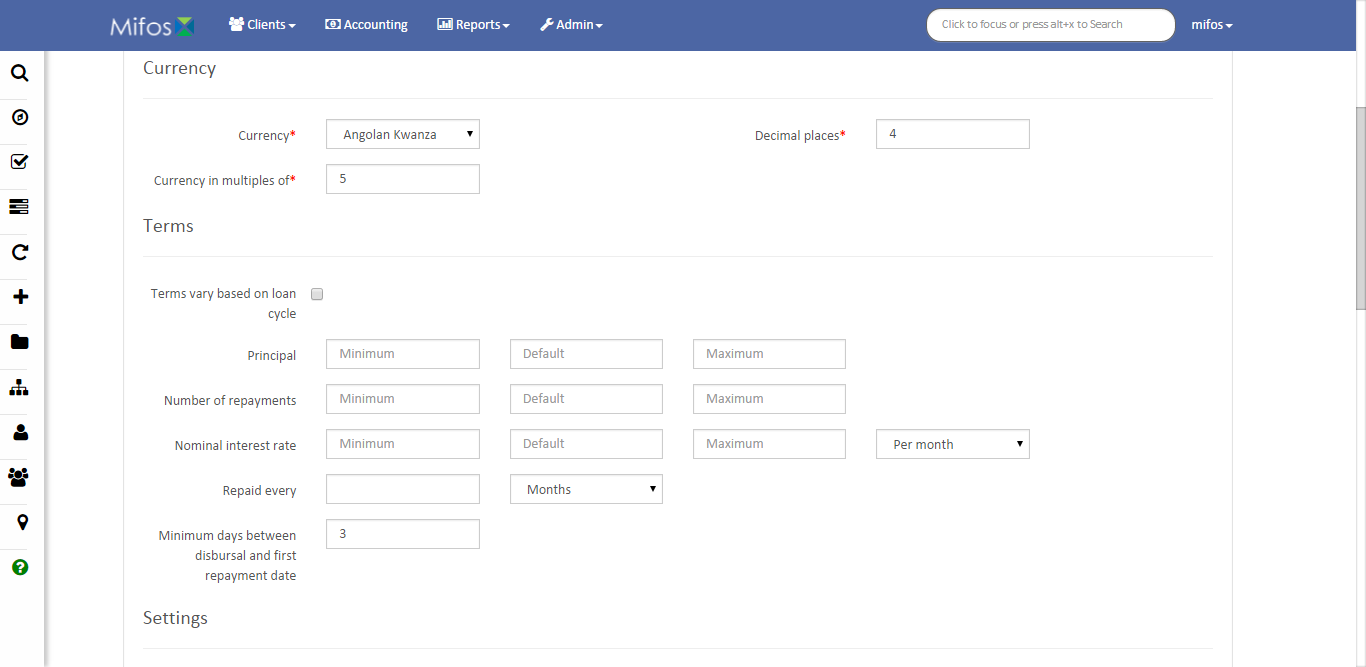 Mifos Clients Accounting Reports Admin Click to focus or press alt+x to Search mifos
Currency
Currency* Angolan Kwanza Decimal places* 4
Currency in multiples of* 5
Terms
Terms vary based on loan
cycle
Principal Minimum Default Maximum
Number of repayments Minimum Default Maximum
Nominal interest rate Minimum Default Maximum Per month
Repaid every Months
Minimum days between 3
disbursal and first
repayment date
Settings